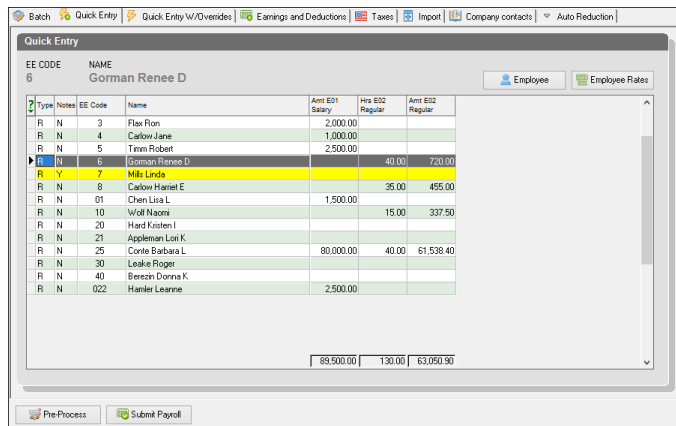 Batch Quick Entry Quick Entry W/Overrides Earnings and Deductions Taxes Import Company contacts Auto Reduction
Quick Entry
EE CODE NAME
6 Gorman Renee D Employee Employee Rates
? Type Notes EE Code Name Amt E01 Salary Hrs E02 Regular Amt E02 Regular
R N 3 Flax Ron 2,000.00
R N 4 Carlow Jane 1,000.00
R N 5 Timm Robert 2,500.00
R N 6 Gorman Renee D 40.00 720.00
R Y 7 Mills Linda
R N 8 Carlow Harriet E 35.00 455.00
R N 01 Chen Lisa L 1,500.00
R N 10 Wolf Naomi 15.00 337.50
R N 20 Hard Kristen I
R N 21 Appleman Lori K
R N 25 Conte Barbara L 80,000.00 40.00 61,538.40
R N 30 Leake Roger
R N 40 Berezin Donna K
R N 022 Hamler Leanne 2,500.00
89,500.00 130.00 63,050.90
Pre-Process Submit Payroll